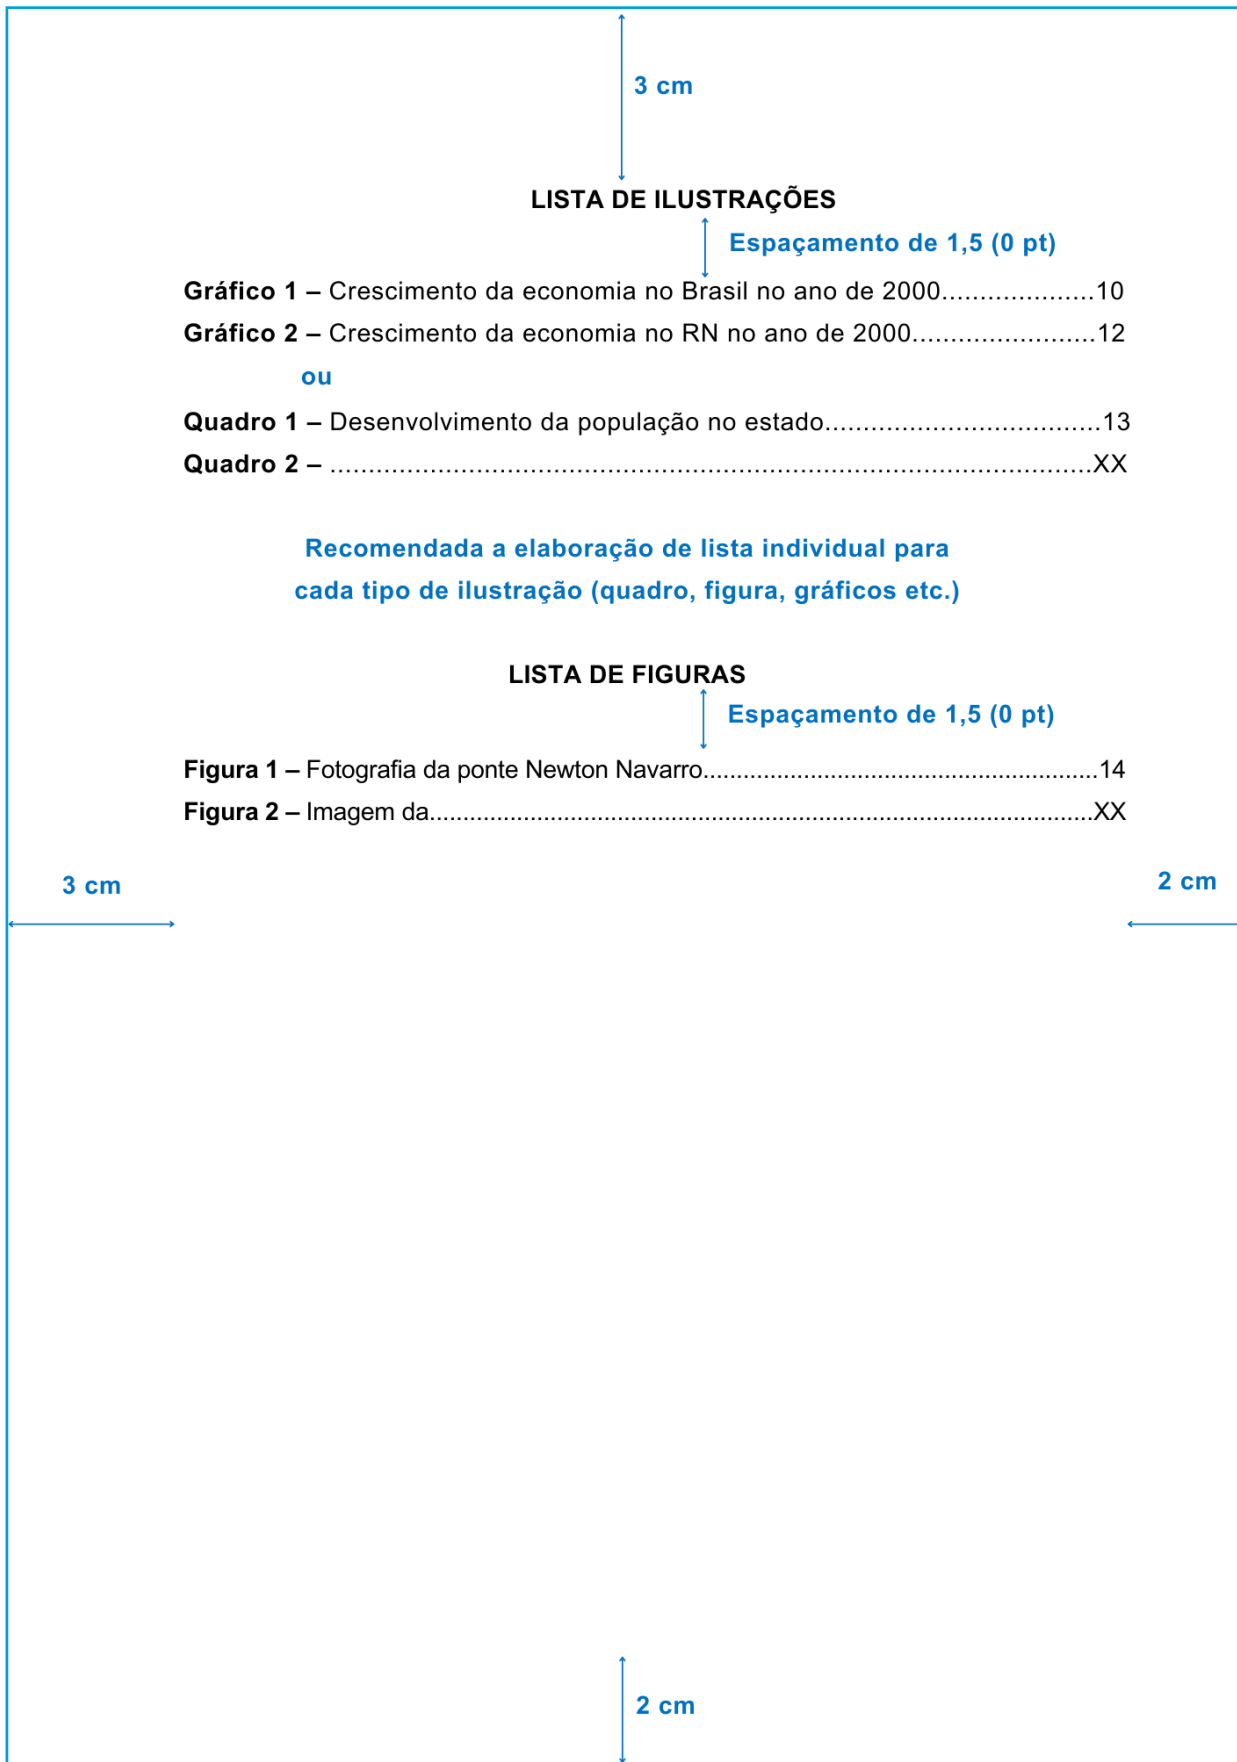 3 cm
LISTA DE ILUSTRAÇÕES
Espaçamento de 1,5 (0 pt)
Gráfico 1 – Crescimento da economia no Brasil no ano de 2000....................10
Gráfico 2 – Crescimento da economia no RN no ano de 2000........................12
ou
Quadro 1 – Desenvolvimento da população no estado....................................13
Quadro 2 – ...................................................................................................XX
Recomendada a elaboração de lista individual para
cada tipo de ilustração (quadro, figura, gráficos etc.)
LISTA DE FIGURAS
Espaçamento de 1,5 (0 pt)
Figura 1 – Fotografia da ponte Newton Navarro...........................................................14
Figura 2 – Imagem da...................................................................................................XX
3 cm
2 cm
2 cm